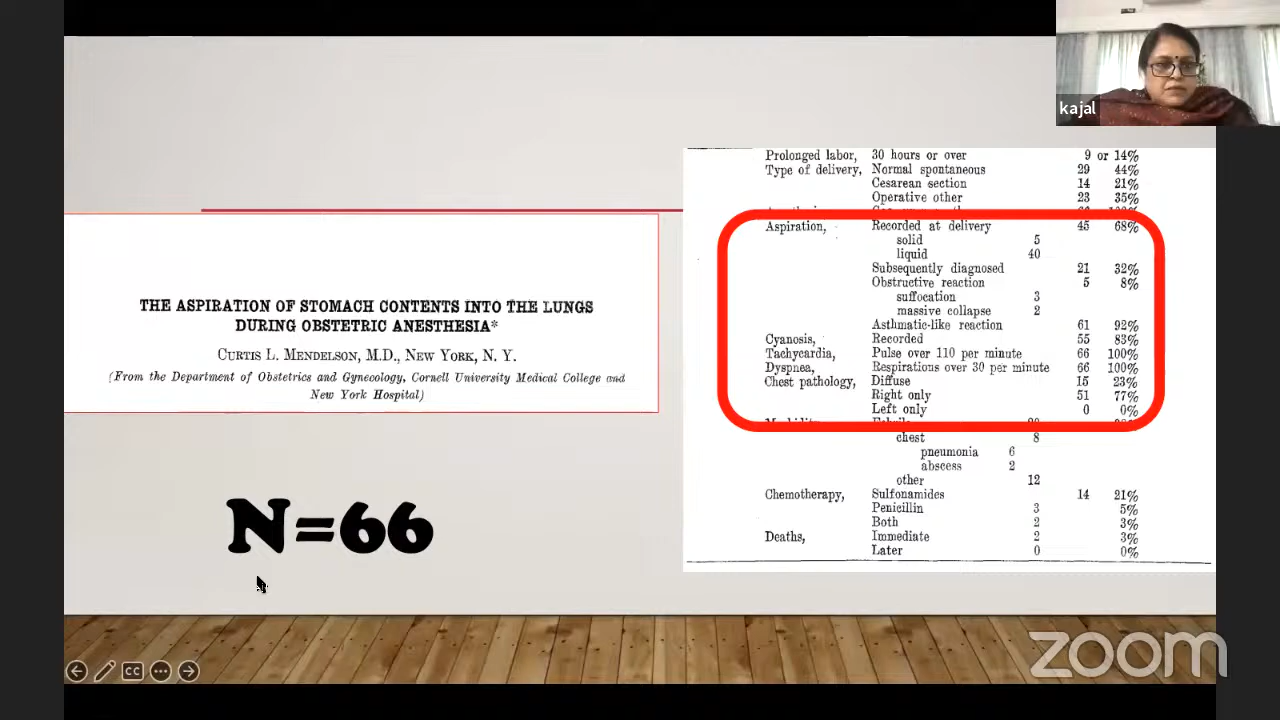 kajal
THE ASPIRATION OF STOMACH CONTENTS INTO THE LUNGS
DURING OBSTETRIC ANESTHESIA*
CURTIS L. MENDELSON, M.D., NEW YORK, N. Y.
(From the Department of Obstetrics and Gynecology, Cornell University Medical College and
New York Hospital)
N=66
Prolonged labor, 30 hours or over 9 or 14%
Type of delivery, Normal spontaneous 29 44%
Cesarean section 14 21%
Operative other 23 35%
Aspiration, Recorded at delivery 45 68%
solid 5
liquid 40
Subsequently diagnosed 21 32%
Obstructive reaction 5 8%
suffocation 3
massive collapse 2
Asthmatic-like reaction 61 92%
Cyanosis, Recorded 55 83%
Tachycardia, Pulse over 110 per minute 66 100%
Dyspnea, Respirations over 30 per minute 66 100%
Chest pathology, Diffuse 15 23%
Right only 51 77%
Left only 0 0%
chest 8
pneumonia 6
abscess 2
other 12
Chemotherapy, Sulfonamides 14 21%
Penicillin 3 5%
Both 2 3%
Deaths, Immediate 2 3%
Later 0 0%
CC
zoom